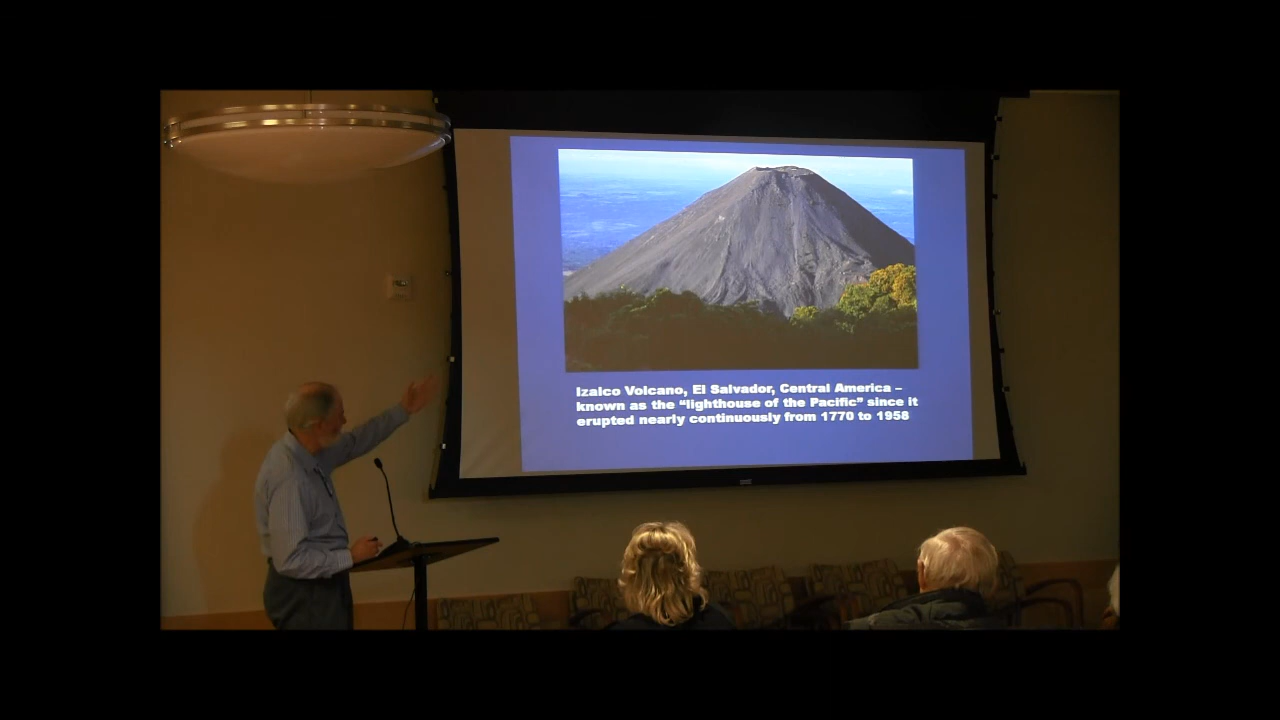 Izalco Volcano, El Salvador, Central America –
known as the “lighthouse of the Pacific” since it
erupted nearly continuously from 1770 to 1958